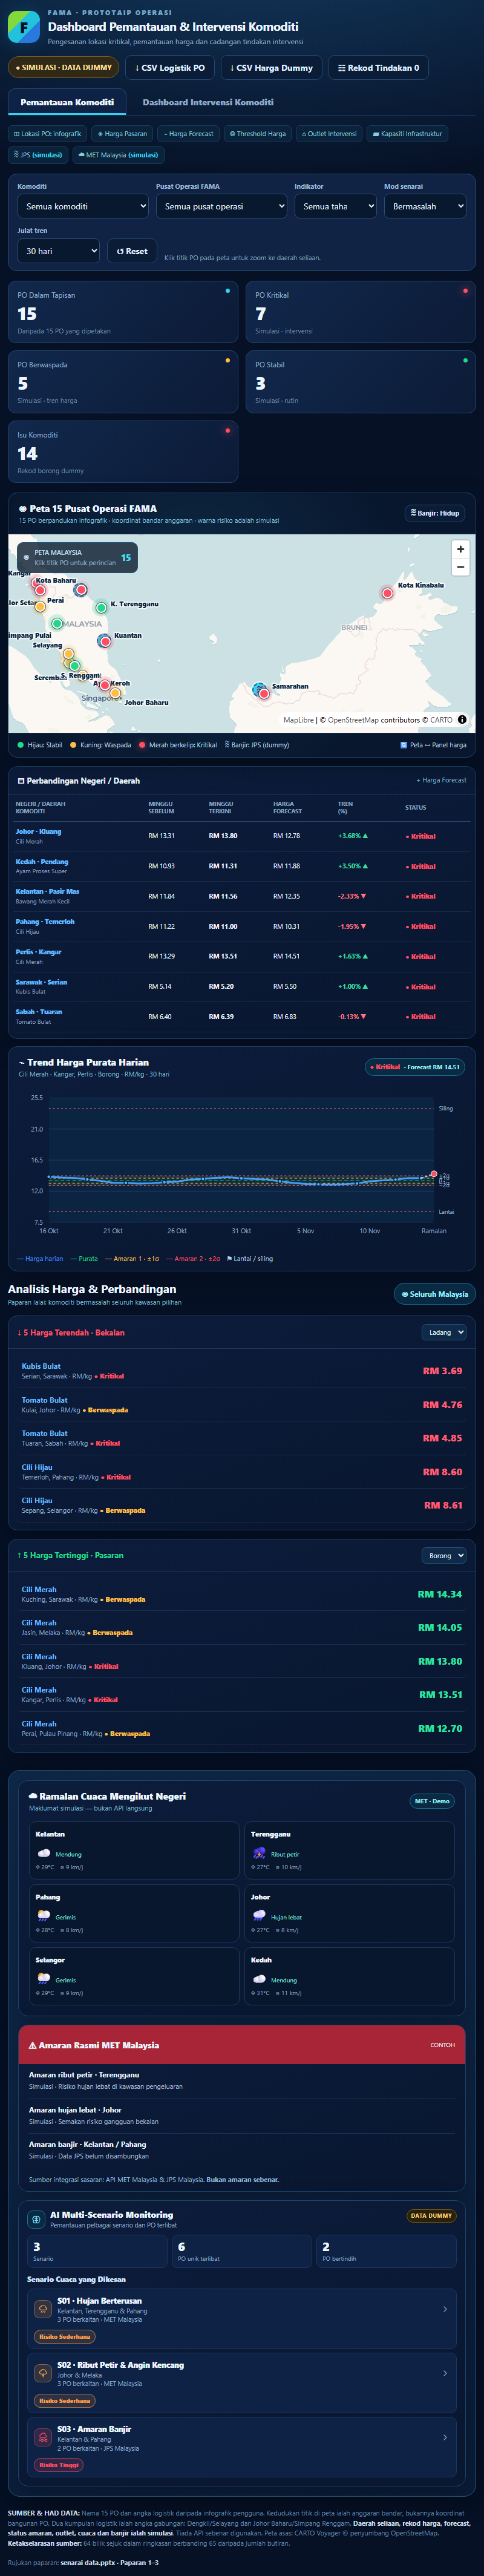 F
FAMA · PROTOTAIP OPERASI
Dashboard Pemantauan & Intervensi Komoditi
Pengesanan lokasi kritikal, pemantauan harga dan cadangan tindakan intervensi
● SIMULASI · DATA DUMMY
↓ CSV Logistik PO
↓ CSV Harga Dummy
☷ Rekod Tindakan 0
Pemantauan Komoditi
Dashboard Intervensi Komoditi
Lokasi PO: infografik
Harga Pasaran
~ Harga Forecast
Threshold Harga
⌂ Outlet Intervensi
Kapasiti Infrastruktur
JPS (simulasi)
☁ MET Malaysia (simulasi)
Komoditi
Pusat Operasi FAMA
Indikator
Mod senarai
Semua komoditi
Semua pusat operasi
Semua taha
Bermasalah
Julat tren
30 hari
↺ Reset
Klik titik PO pada peta untuk zoom ke daerah seliaan.
PO Dalam Tapisan
15
Daripada 15 PO yang dipetakan
PO Kritikal
7
Simulasi · intervensi
PO Berwaspada
5
Simulasi · tren harga
PO Stabil
3
Simulasi · rutin
Isu Komoditi
14
Rekod borong dummy
Peta 15 Pusat Operasi FAMA
15 PO berpandukan infografik · koordinat bandar anggaran · warna risiko adalah simulasi
Banjir: Hidup
PETA MALAYSIA
Klik titik PO untuk perincian
15
+
−
Kangar
Kota Baharu
Kota Kinabalu
lor Setar
Perai
K. Terengganu
MALAYSIA
BRUNEI
impang Pulai
Kuantan
Selayang
Seremb
S. Renggam
Keroh
Singapore
Johor Baharu
Samarahan
MapLibre | © OpenStreetMap contributors © CARTO
Hijau: Stabil
Kuning: Waspada
Merah berkelip: Kritikal
Banjir: JPS (dummy)
Peta ↔ Panel harga
Perbandingan Negeri / Daerah
+ Harga Forecast
NEGERI / DAERAH
KOMODITI
MINGGU
SEBELUM
MINGGU
TERKINI
HARGA
FORECAST
TREN
(%)
STATUS
Johor · Kluang
Cili Merah
RM 13.31
RM 13.80
RM 12.78
+3.68% ▲
● Kritikal
Kedah · Pendang
Ayam Proses Super
RM 10.93
RM 11.31
RM 11.88
+3.50% ▲
● Kritikal
Kelantan · Pasir Mas
Bawang Merah Kecil
RM 11.84
RM 11.56
RM 12.35
-2.33% ▼
● Kritikal
Pahang · Temerloh
Cili Hijau
RM 11.22
RM 11.00
RM 10.31
-1.95% ▼
● Kritikal
Perlis · Kangar
Cili Merah
RM 13.29
RM 13.51
RM 14.51
+1.63% ▲
● Kritikal
Sarawak · Serian
Kubis Bulat
RM 5.14
RM 5.20
RM 5.50
+1.00% ▲
● Kritikal
Sabah · Tuaran
Tomato Bulat
RM 6.40
RM 6.39
RM 6.83
-0.13% ▼
● Kritikal
~ Trend Harga Purata Harian
Cili Merah · Kangar, Perlis · Borong · RM/kg · 30 hari
● Kritikal · Forecast RM 14.51
25.5
21.0
16.5
12.0
7.5
Siling
+2σ
−2σ
Lantai
16 Okt
21 Okt
26 Okt
31 Okt
5 Nov
10 Nov
Ramalan
— Harga harian
— Purata
— Amaran 1 · ±1σ
— Amaran 2 · ±2σ
⚑ Lantai / siling
Analisis Harga & Perbandingan
Paparan ialah komoditi bermasalah seluruh kawasan pilihan
Seluruh Malaysia
↓ 5 Harga Terendah · Bekalan
Ladang
Kubis Bulat
Serian, Sarawak · RM/kg ● Kritikal
RM 3.69
Tomato Bulat
Kulai, Johor · RM/kg ● Berwaspada
RM 4.76
Tomato Bulat
Tuaran, Sabah · RM/kg ● Kritikal
RM 4.85
Cili Hijau
Temerloh, Pahang · RM/kg ● Kritikal
RM 8.60
Cili Hijau
Sepang, Selangor · RM/kg ● Berwaspada
RM 8.61
↑ 5 Harga Tertinggi · Pasaran
Borong
Cili Merah
Kuching, Sarawak · RM/kg ● Berwaspada
RM 14.34
Cili Merah
Jasin, Melaka · RM/kg ● Berwaspada
RM 14.05
Cili Merah
Kluang, Johor · RM/kg ● Kritikal
RM 13.80
Cili Merah
Kangar, Perlis · RM/kg ● Kritikal
RM 13.51
Cili Merah
Perai, Pulau Pinang · RM/kg ● Berwaspada
RM 12.70
☁ Ramalan Cuaca Mengikut Negeri
Maklumat simulasi — bukan API langsung
MET · Demo
Kelantan
Mendung
29°C
9 km/j
Terengganu
Ribut petir
27°C
10 km/j
Pahang
Gerimis
28°C
8 km/j
Johor
Hujan lebat
27°C
8 km/j
Selangor
Gerimis
29°C
9 km/j
Kedah
Mendung
31°C
11 km/j
⚠ Amaran Rasmi MET Malaysia
CONTOH
Amaran ribut petir · Terengganu
Simulasi · Risiko hujan lebat di kawasan pengeluaran
Amaran hujan lebat · Johor
Simulasi · Semakan risiko gangguan bekalan
Amaran banjir · Kelantan / Pahang
Simulasi · Data JPS belum disambungkan
Sumber integrasi sasaran: API MET Malaysia & JPS Malaysia. Bukan amaran sebenar.
AI Multi-Scenario Monitoring
Pemantauan pelbagai senario dan PO terlibat
DATA DUMMY
3
Senario
6
PO unik terlibat
2
PO bertindih
Senario Cuaca yang Dikesan
S01 · Hujan Berterusan
Kelantan, Terengganu & Pahang
3 PO berkaitan · MET Malaysia
Risiko Sederhana
S02 · Ribut Petir & Angin Kencang
Johor & Melaka
3 PO berkaitan · MET Malaysia
Risiko Sederhana
S03 · Amaran Banjir
Kelantan & Pahang
2 PO berkaitan · JPS Malaysia
Risiko Tinggi
SUMBER & HAD DATA: Nama 15 PO dan angka logistik daripada infografik pengguna. Kedudukan titik di peta ialah anggaran bandar, bukannya koordinat
bangunan PO. Dua kumpulan logistik ialah angka gabungan: Dengkil/Selayang dan Johor Baharu/Simpang Renggam. Daerah seliaan, rekod harga, forecast,
status amaran, outlet, cuaca dan banjir ialah simulasi. Tiada API sebenar digunakan. Peta asas: CARTO Voyager © penyumbang OpenStreetMap.
Ketakselarasan sumber: 64 bilik sejuk dalam ringkasan berbanding 65 daripada jumlah butiran.
Rujukan paparan: senarai data.pptx · Paparan 1–3